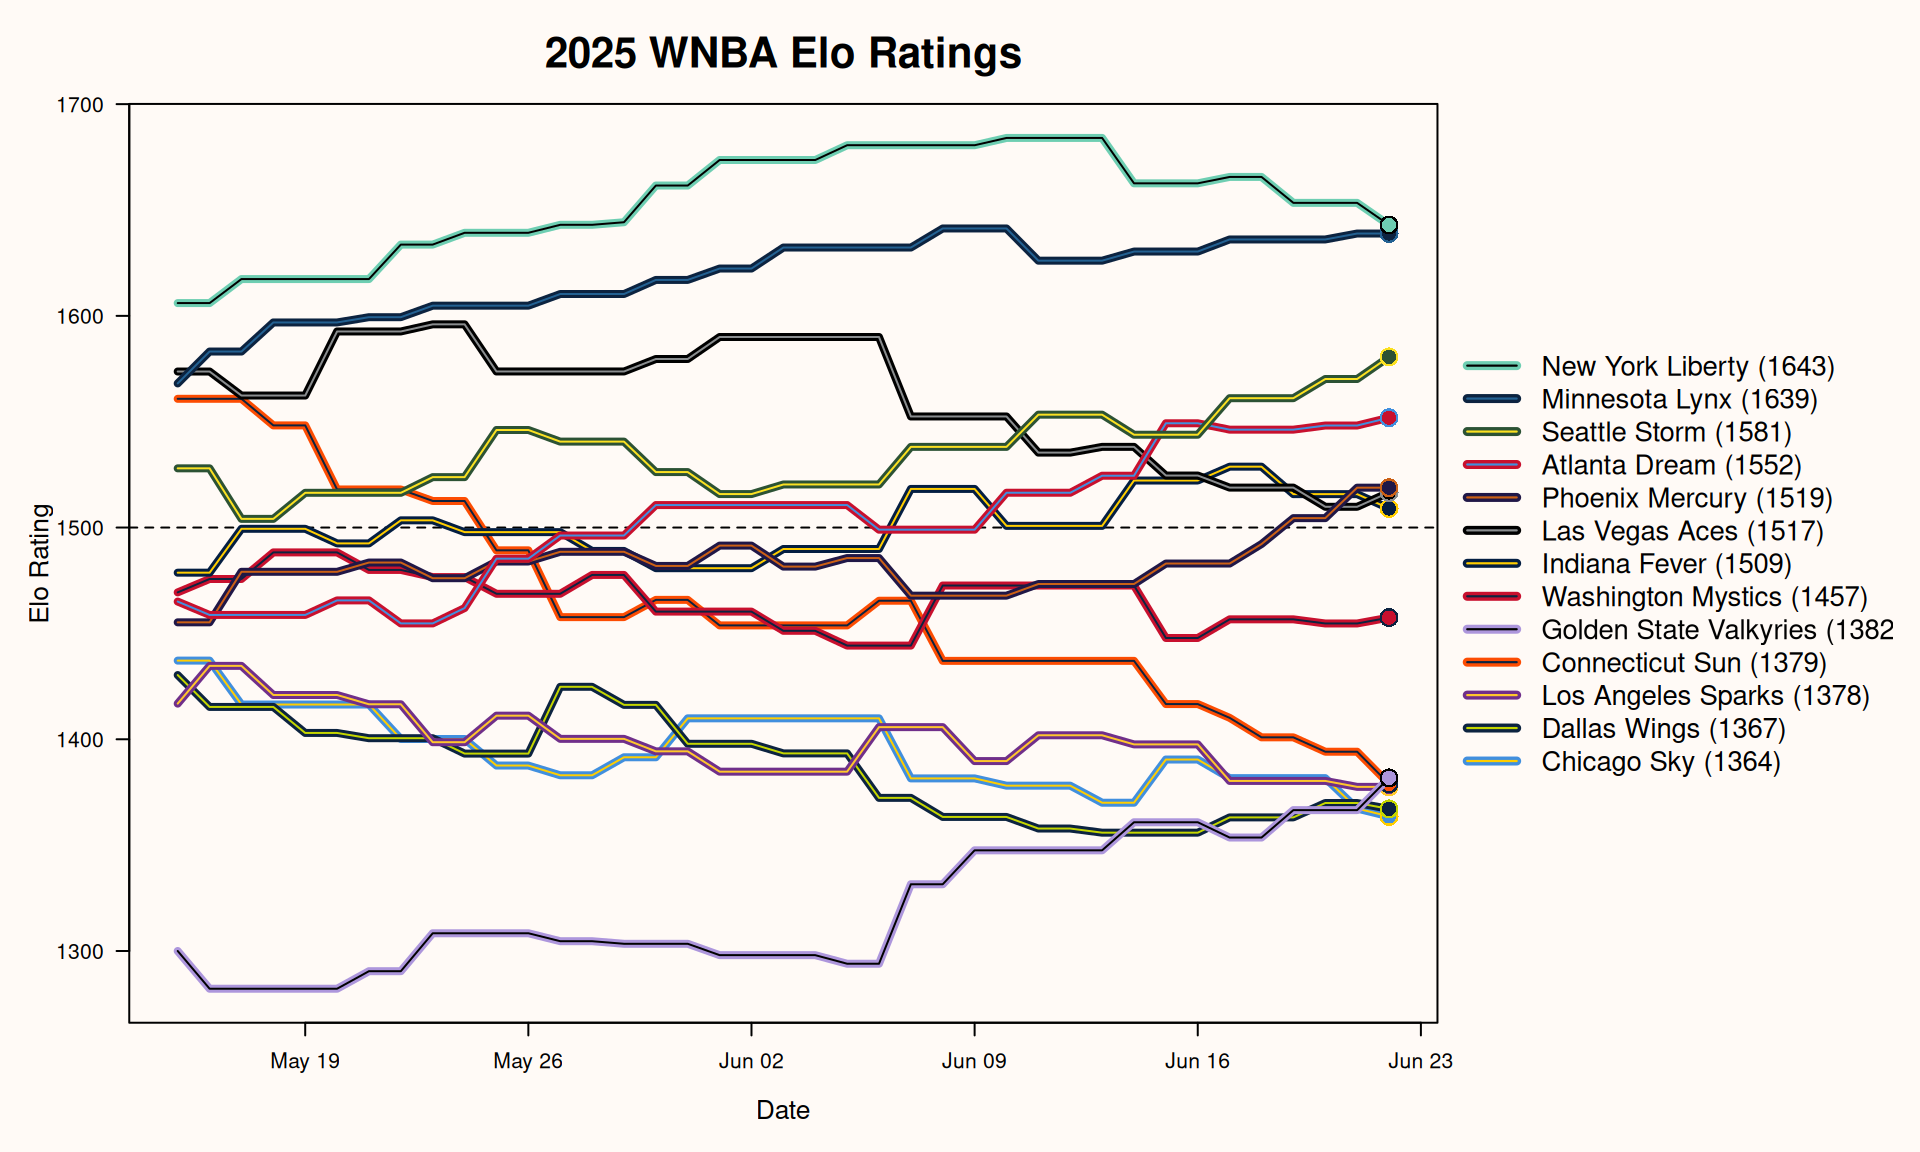 2025 WNBA Elo Ratings
1700
1600
1500
1400
1300
Elo Rating
May 19
May 26
Jun 02
Jun 09
Jun 16
Jun 23
Date
New York Liberty (1643)
Minnesota Lynx (1639)
Seattle Storm (1581)
Atlanta Dream (1552)
Phoenix Mercury (1519)
Las Vegas Aces (1517)
Indiana Fever (1509)
Washington Mystics (1457)
Golden State Valkyries (1382
Connecticut Sun (1379)
Los Angeles Sparks (1378)
Dallas Wings (1367)
Chicago Sky (1364)